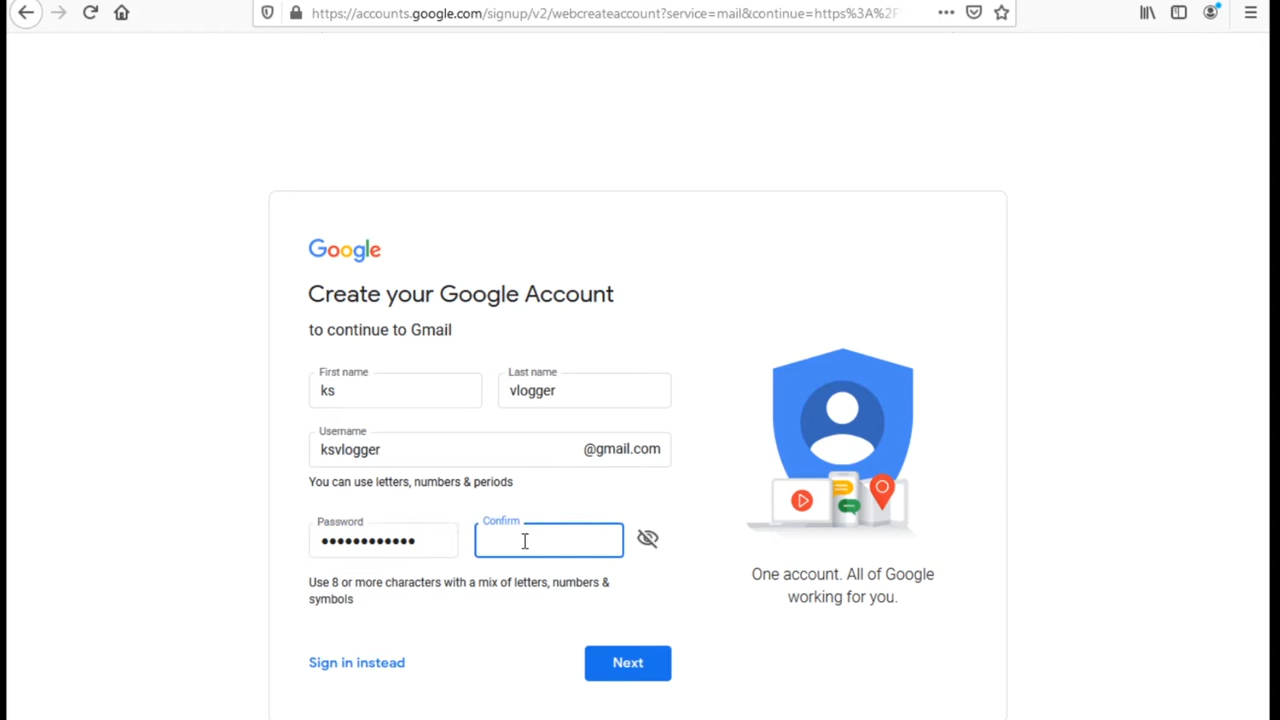 https://accounts.google.com/signup/v2/webcreateaccount?service=mail&continue=https%3A%2F
Google
Create your Google Account
to continue to Gmail
First name
Last name
ks
vlogger
Username
ksvlogger
@gmail.com
You can use letters, numbers & periods
Password
Confirm
••••••••••••
Use 8 or more characters with a mix of letters, numbers &
symbols
One account. All of Google
working for you.
Sign in instead
Next